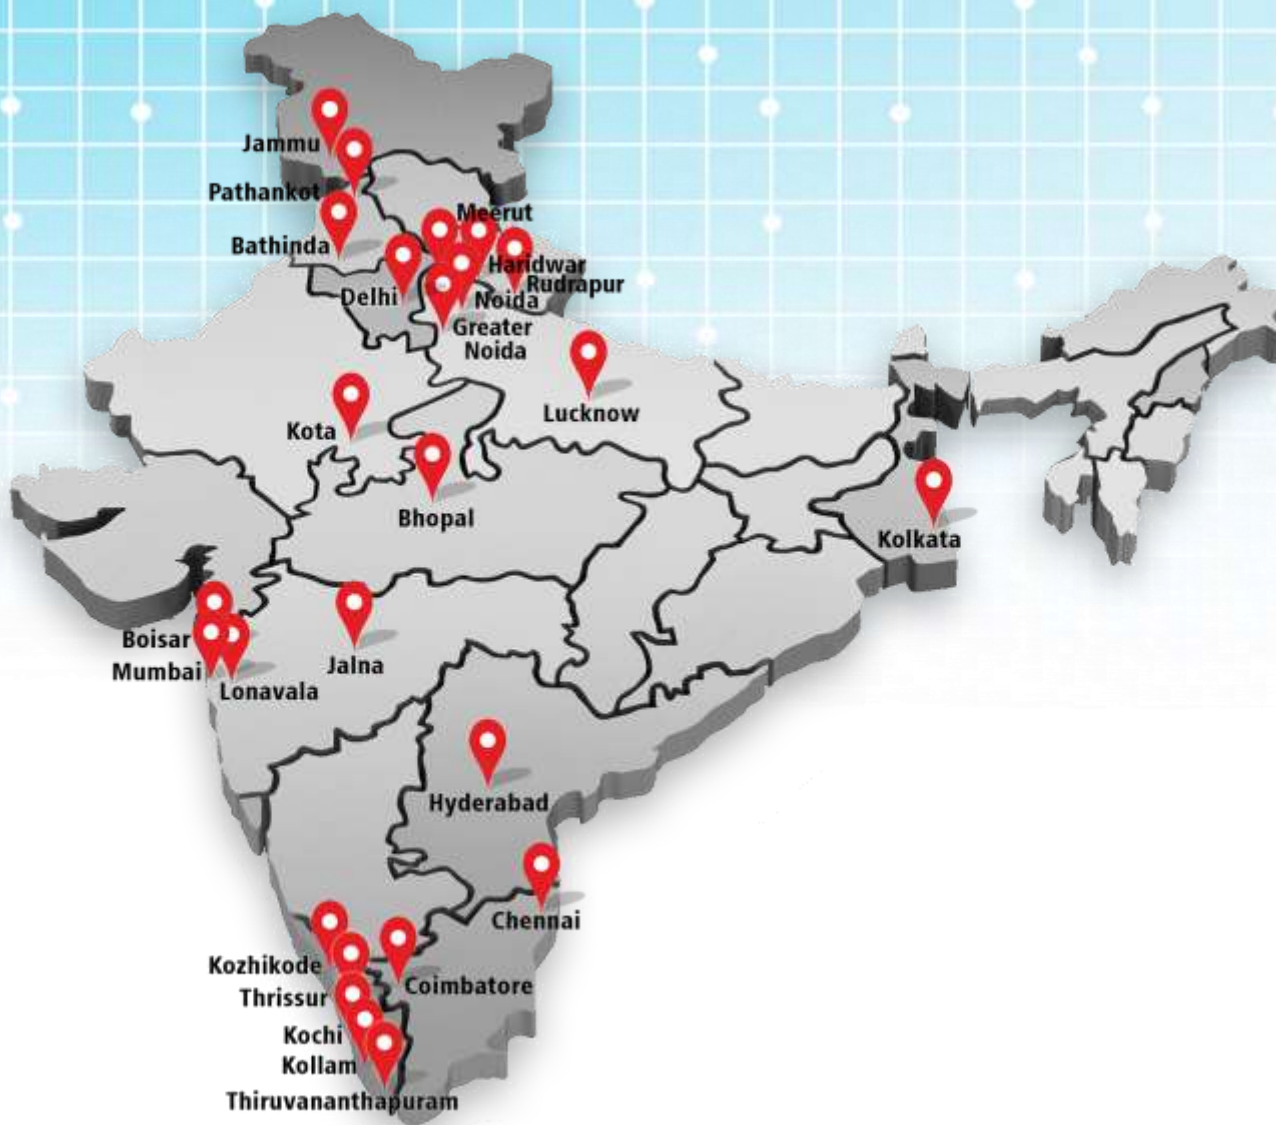 Jammu
Pathankot
Meerut
Bathinda
Haridwar
Rudrapur
Delhi
Noida
Greater
Noida
Lucknow
Kota
Bhopal
Kolkata
Boisar
Mumbai
Jalna
Lonavala
Hyderabad
Chennai
Kozhikode
Coimbatore
Thrissur
Kochi
Kollam
Thiruvananthapuram